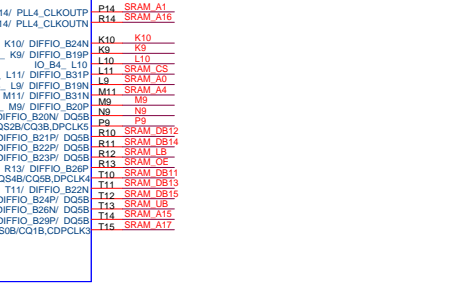 14/ PLL4_CLKOUTP P14 SRAM_A1
14/ PLL4_CLKOUTN R14 SRAM_A16
K10/ DIFFIO_B24N K10 K10
K9/ DIFFIO_B19P K9 K9
IO_B4_ L10 L10 L10
L11/ DIFFIO_B31P L11 SRAM_CS
L9/ DIFFIO_B19N L9 SRAM_A0
M11/ DIFFIO_B31N M11 SRAM_A4
M9/ DIFFIO_B20P M9 M9
DIFFIO_B20N/ DQ5B N9 N9
QS2B/CQ3B,DPCLK5 P9 P9
DIFFIO_B21P/ DQ5B R10 SRAM_DB12
DIFFIO_B22P/ DQ5B R11 SRAM_DB14
DIFFIO_B23P/ DQ5B R12 SRAM_LB
R13/ DIFFIO_B26P R13 SRAM_OE
QS4B/CQ5B,DPCLK4 T10 SRAM_DB11
T11/ DIFFIO_B22N T11 SRAM_DB13
DIFFIO_B24P/ DQ5B T12 SRAM_DB15
DIFFIO_B26N/ DQ5B T13 SRAM_UB
DIFFIO_B29P/ DQ5B T14 SRAM_A15
S0B/CQ1B,CDPCLK3 T15 SRAM_A17